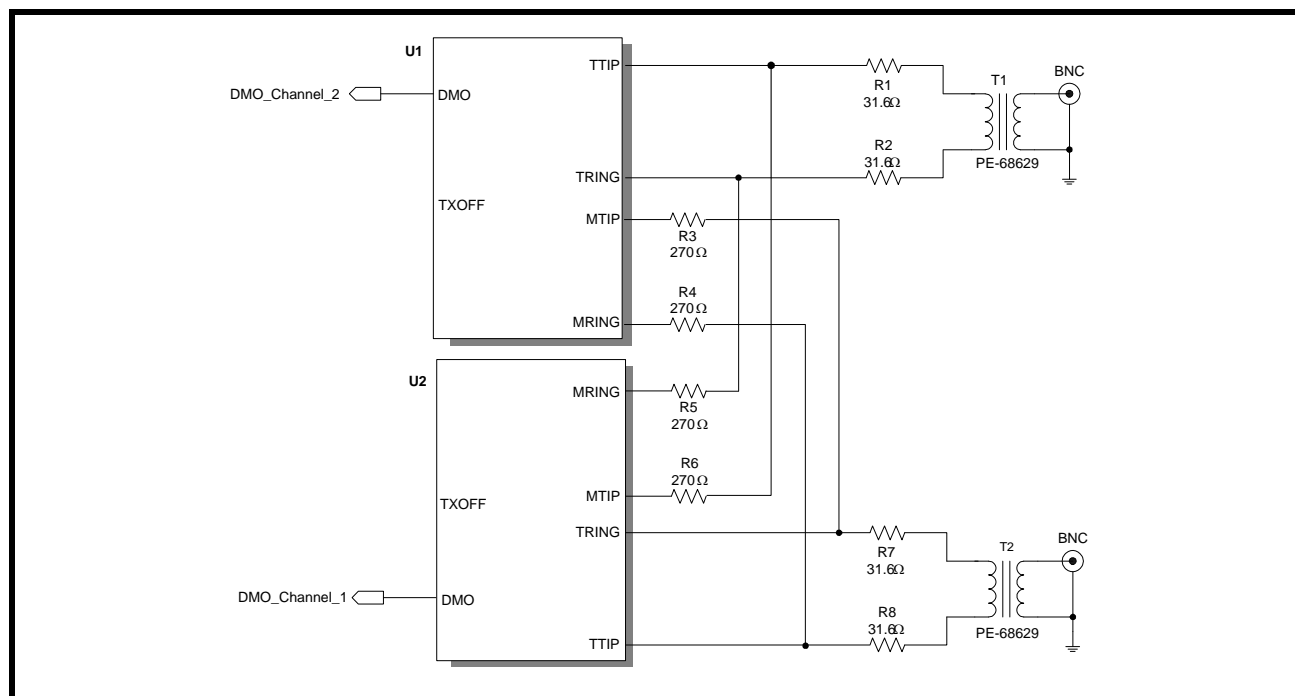 U1
TTIP
DMO_Channel_2
DMO
TRING
TXOFF
MTIP
MRING
R1
31.6Ω
R2
31.6Ω
T1
BNC
PE-68629
R3
270Ω
R4
270Ω
U2
MRING
R5
270Ω
R6
270Ω
TXOFF
MTIP
TRING
DMO_Channel_1
DMO
TTIP
R7
31.6Ω
R8
31.6Ω
T2
BNC
PE-68629